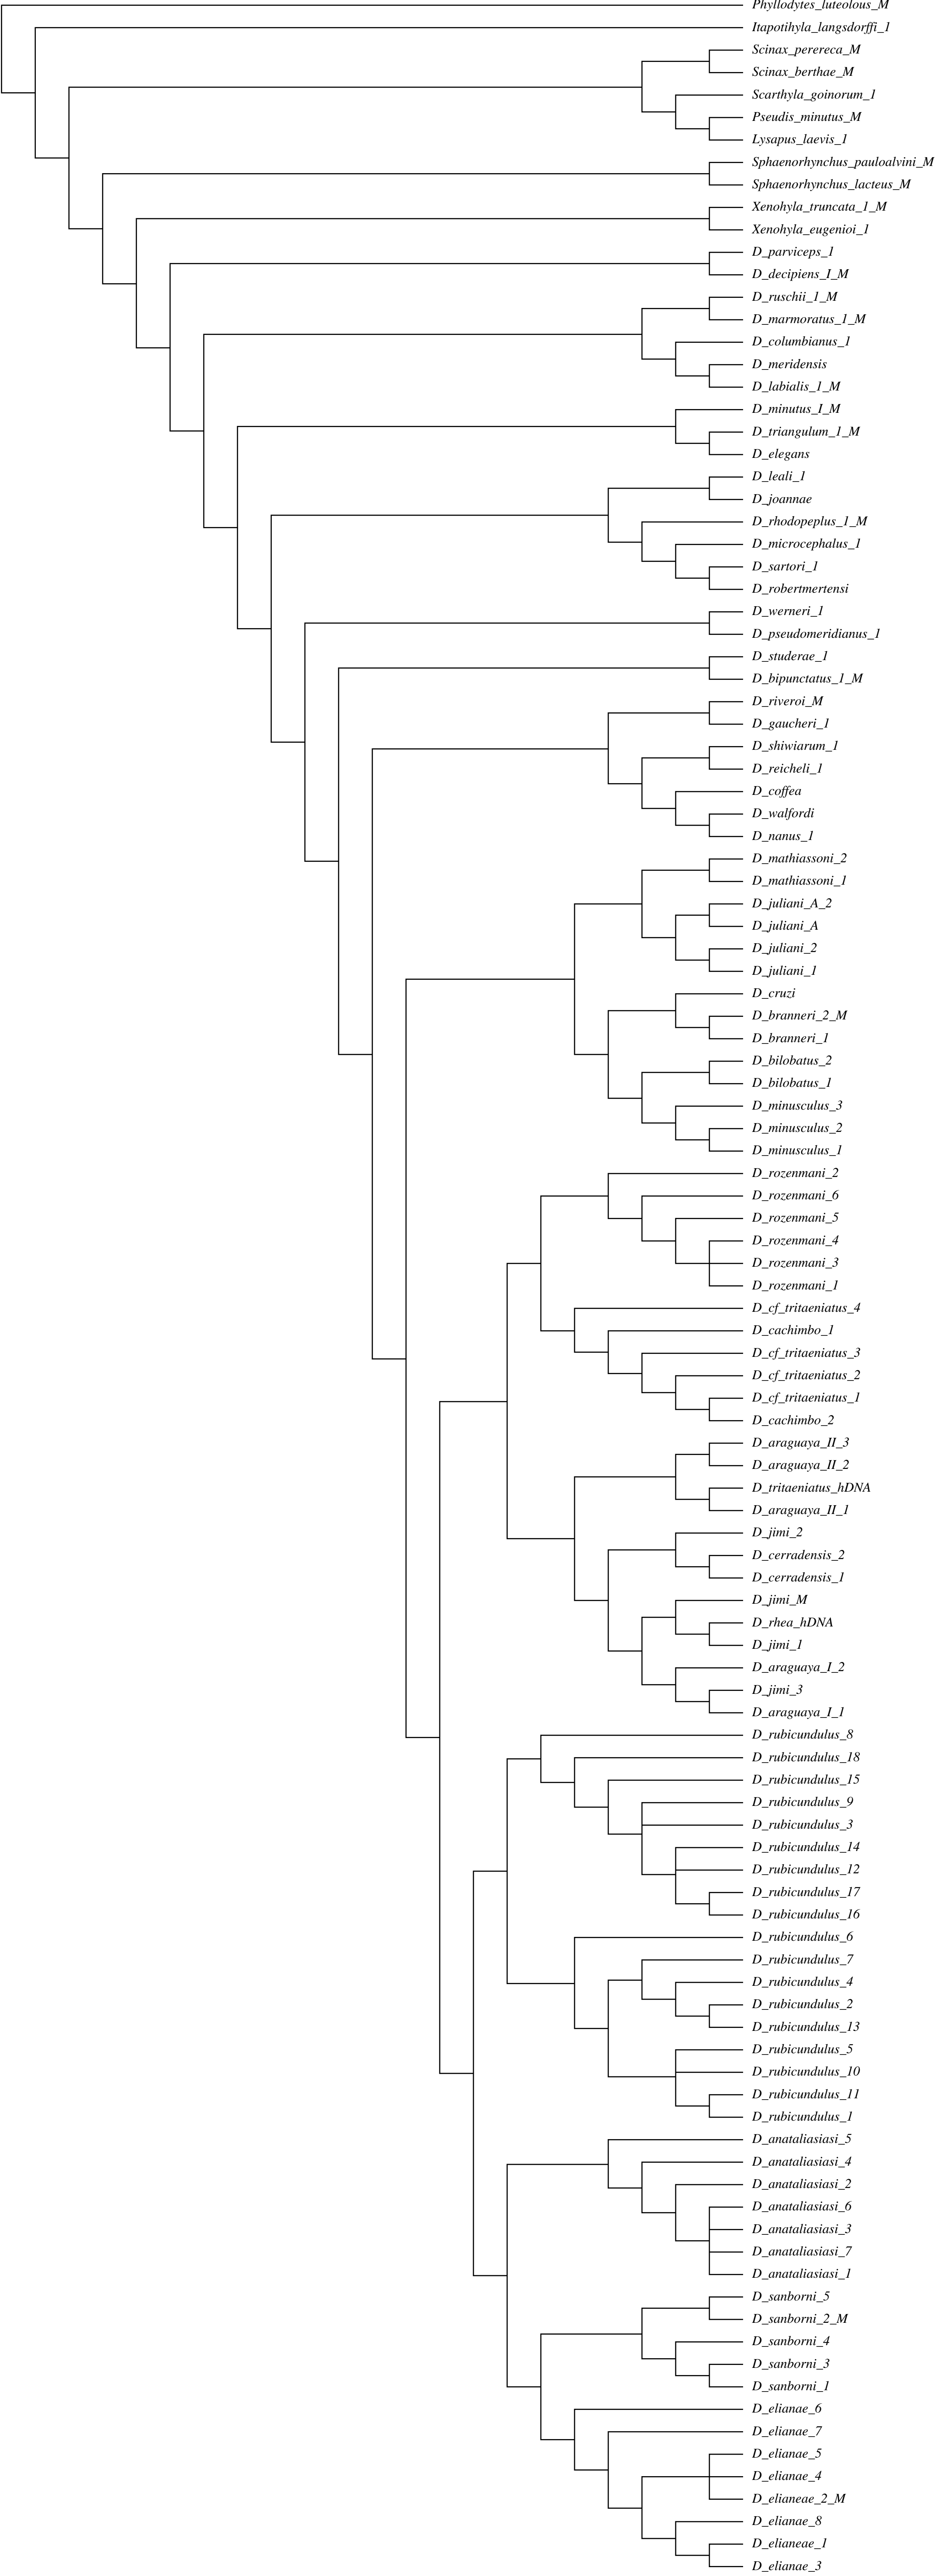 Phyllodytes_luteolous_M
Itapotihyla_langsdorffi_1
Scinax_perereca_M
Scinax_berthae_M
Scarthyla_goinorum_1
Pseudis_minutus_M
Lysapus_laevis_1
Sphaenorhynchus_pauloalvini_M
Sphaenorhynchus_lacteus_M
Xenohyla_truncata_1_M
Xenohyla_eugenioi_1
D_parviceps_1
D_decipiens_I_M
D_ruschii_1_M
D_marmoratus_1_M
D_columbianus_1
D_meridensis
D_labialis_1_M
D_minutus_I_M
D_triangulum_1_M
D_elegans
D_leali_1
D_joannae
D_rhodopeplus_1_M
D_microcephalus_1
D_sartori_1
D_robertmertensi
D_werneri_1
D_pseudomeridianus_1
D_studerae_1
D_bipunctatus_1_M
D_riveroi_M
D_gaucheri_1
D_shiwiarum_1
D_reicheli_1
D_coffea
D_walfordi
D_nanus_1
D_mathiassoni_2
D_mathiassoni_1
D_juliani_A_2
D_juliani_A
D_juliani_2
D_juliani_1
D_cruzi
D_branneri_2_M
D_branneri_1
D_bilobatus_2
D_bilobatus_1
D_minusculus_3
D_minusculus_2
D_minusculus_1
D_rozenmani_2
D_rozenmani_6
D_rozenmani_5
D_rozenmani_4
D_rozenmani_3
D_rozenmani_1
D_cf_tritaeniatus_4
D_cachimbo_1
D_cf_tritaeniatus_3
D_cf_tritaeniatus_2
D_cf_tritaeniatus_1
D_cachimbo_2
D_araguaya_II_3
D_araguaya_II_2
D_tritaeniatus_hDNA
D_araguaya_II_1
D_jimi_2
D_cerradensis_2
D_cerradensis_1
D_jimi_M
D_rhea_hDNA
D_jimi_1
D_araguaya_I_2
D_jimi_3
D_araguaya_I_1
D_rubicundulus_8
D_rubicundulus_18
D_rubicundulus_15
D_rubicundulus_9
D_rubicundulus_3
D_rubicundulus_14
D_rubicundulus_12
D_rubicundulus_17
D_rubicundulus_16
D_rubicundulus_6
D_rubicundulus_7
D_rubicundulus_4
D_rubicundulus_2
D_rubicundulus_13
D_rubicundulus_5
D_rubicundulus_10
D_rubicundulus_11
D_rubicundulus_1
D_anataliasiasi_5
D_anataliasiasi_4
D_anataliasiasi_2
D_anataliasiasi_6
D_anataliasiasi_3
D_anataliasiasi_7
D_anataliasiasi_1
D_sanborni_5
D_sanborni_2_M
D_sanborni_4
D_sanborni_3
D_sanborni_1
D_elianae_6
D_elianae_7
D_elianae_5
D_elianae_4
D_elianeae_2_M
D_elianae_8
D_elianeae_1
D_elianae_3